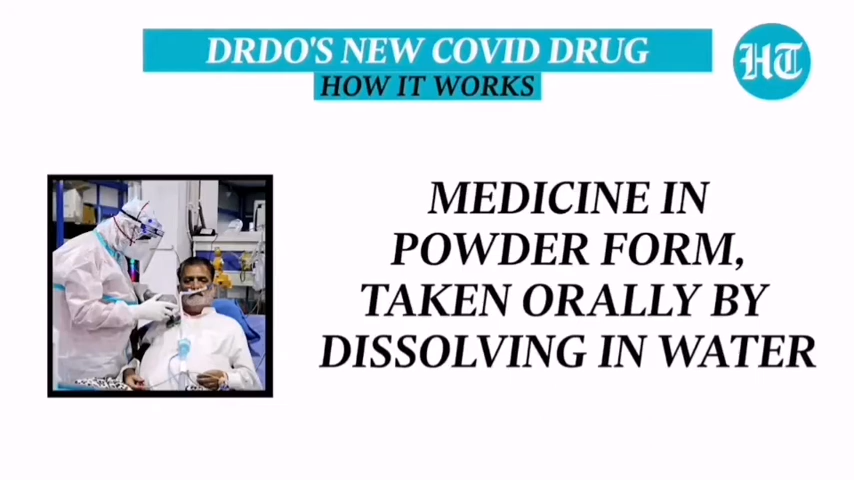 DRDO'S NEW COVID DRUG
HT
HOW IT WORKS
MEDICINE IN
POWDER FORM,
TAKEN ORALLY BY
DISSOLVING IN WATER